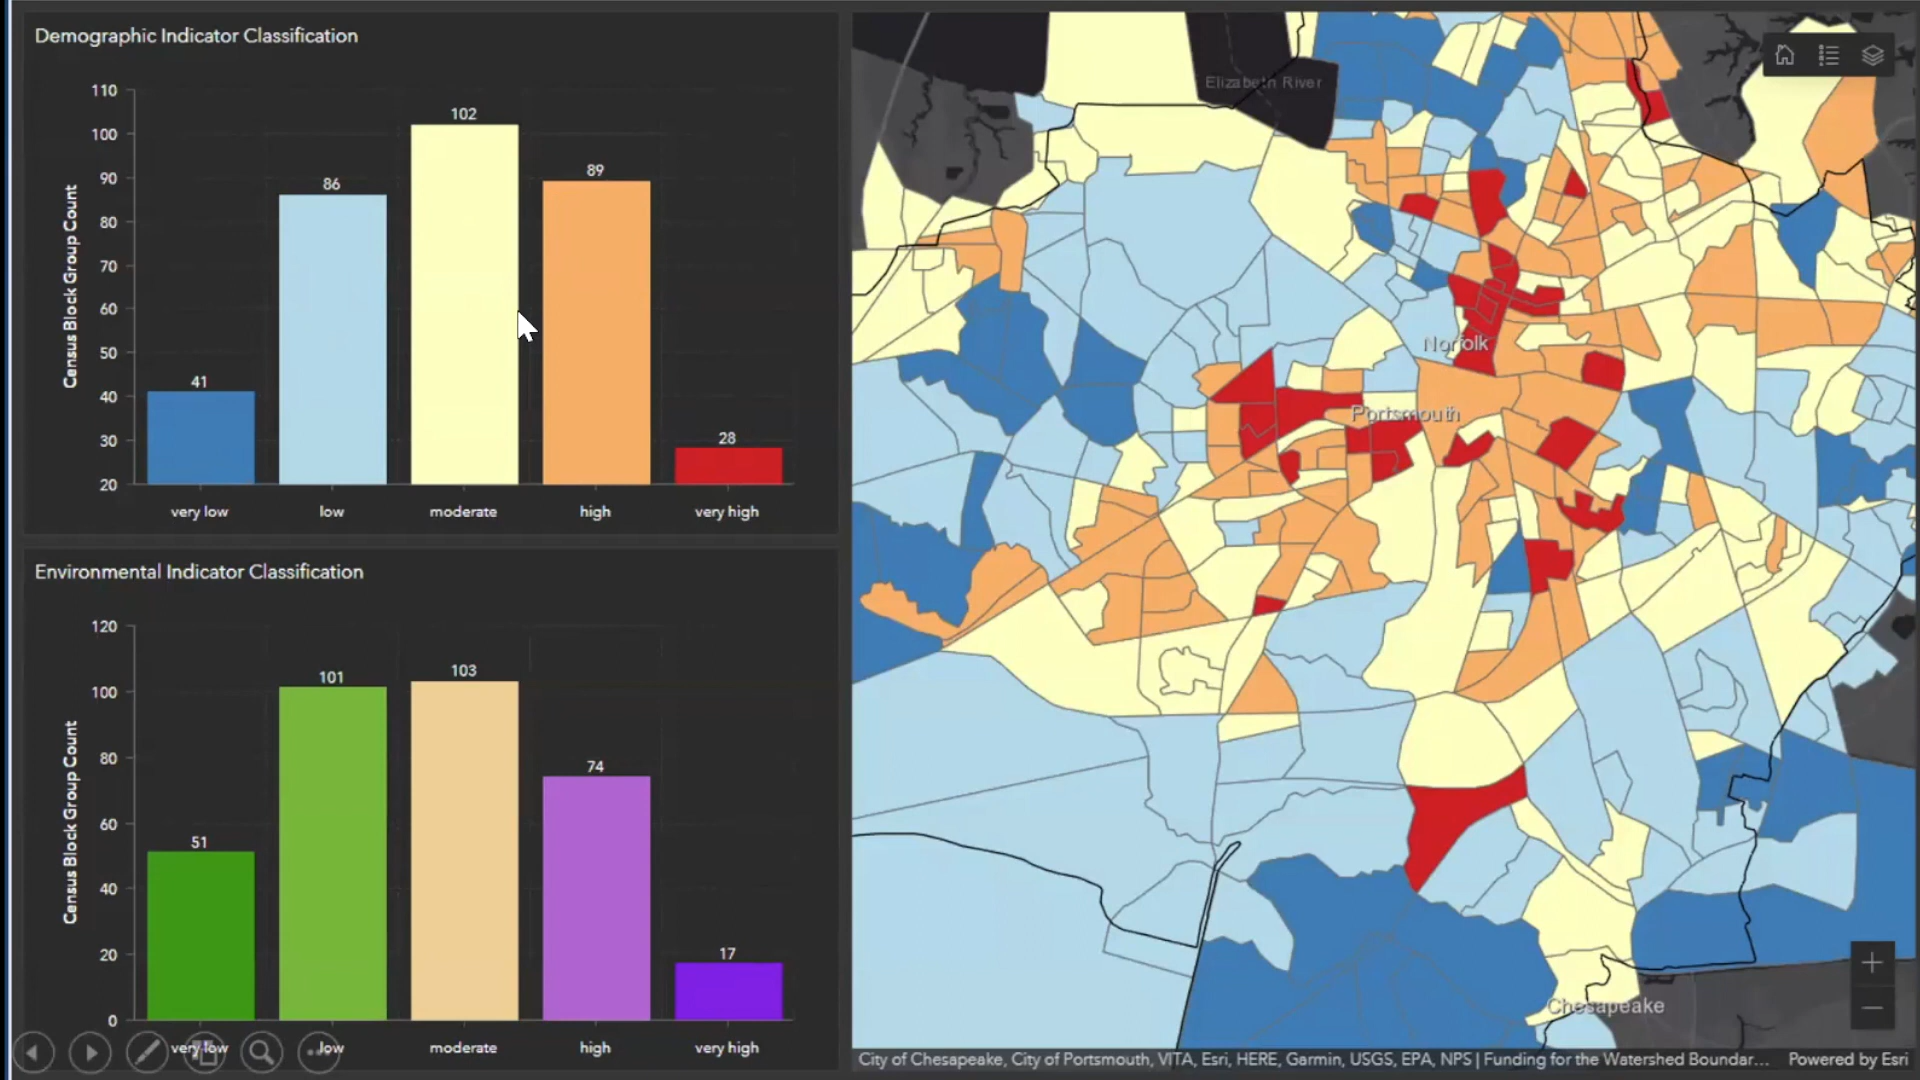 Demographic Indicator Classification
Census Block Group Count
110
100
90
80
70
60
50
40
30
20
41
86
102
89
28
very low
low
moderate
high
very high
Environmental Indicator Classification
Census Block Group Count
120
100
80
60
40
20
0
51
101
103
74
17
very low
low
moderate
high
very high
Elizabeth River
Norfolk
Portsmouth
Chesapeake
City of Chesapeake, City of Portsmouth, VITA, Esri, HERE, Garmin, USGS, EPA, NPS | Funding for the Watershed Boundar... Powered by Esri